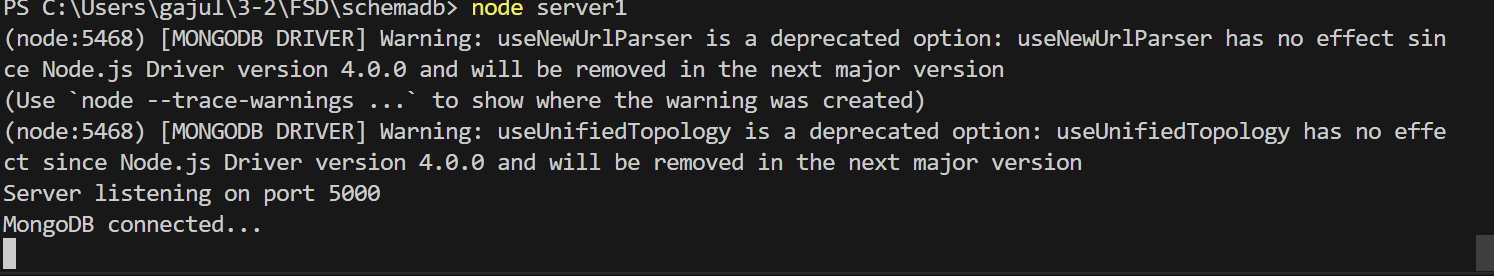 PS C:\Users\gajul\3-2\FSD\schemadb> node server1
(node:5468) [MONGODB DRIVER] Warning: useNewUrlParser is a deprecated option: useNewUrlParser has no effect sin
ce Node.js Driver version 4.0.0 and will be removed in the next major version
(Use `node --trace-warnings ...` to show where the warning was created)
(node:5468) [MONGODB DRIVER] Warning: useUnifiedTopology is a deprecated option: useUnifiedTopology has no effe
ct since Node.js Driver version 4.0.0 and will be removed in the next major version
Server listening on port 5000
MongoDB connected...